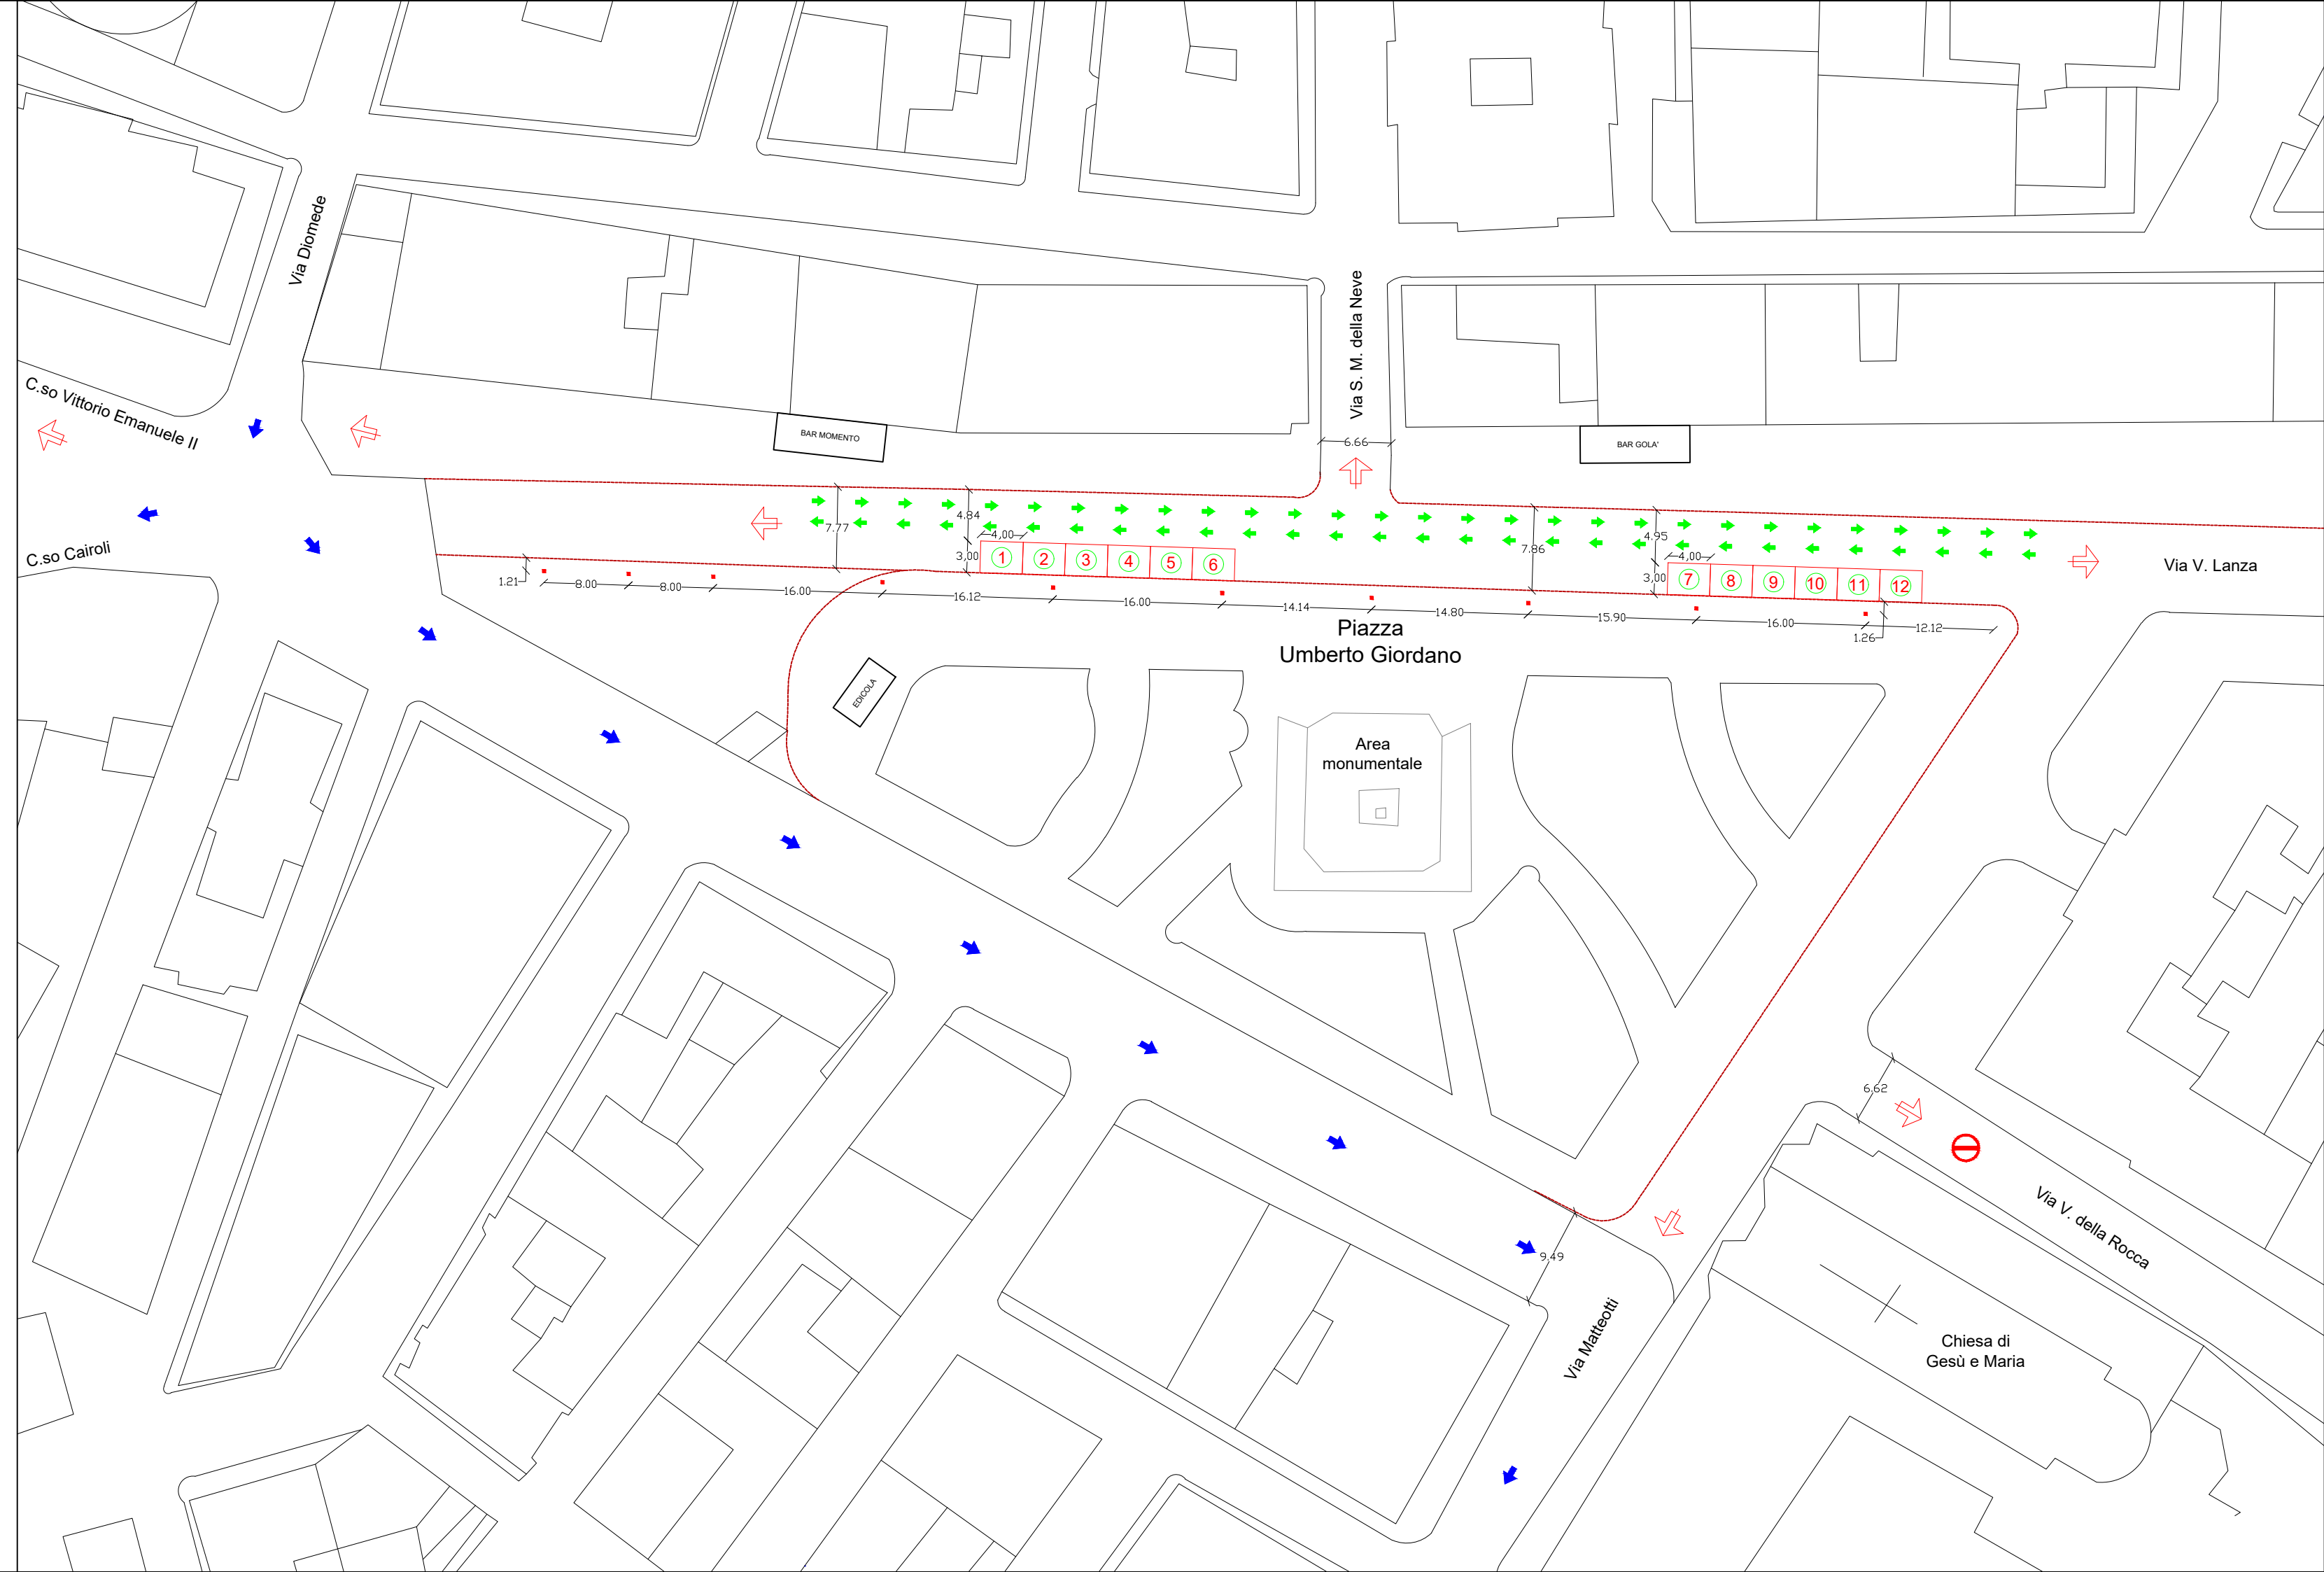 Via Diomede
Via S. M. della Neve
C.so Vittorio Emanuele II
BAR MOMENTO
BAR GOLA'
6.66
C.so Cairoli
7.77
4.84
4,00
3,00
1 2 3 4 5 6
7.86
4.95
4,00
3,00
7 8 9 10 11 12
Via V. Lanza
1.21
8.00
8.00
16.00
16.12
16.00
14.14
14.80
15.90
16.00
1.26
12.12
Piazza
Umberto Giordano
EDICOLA
Area
monumentale
6.62
Via V. della Rocca
9.49
Via Matteotti
Chiesa di
Gesù e Maria